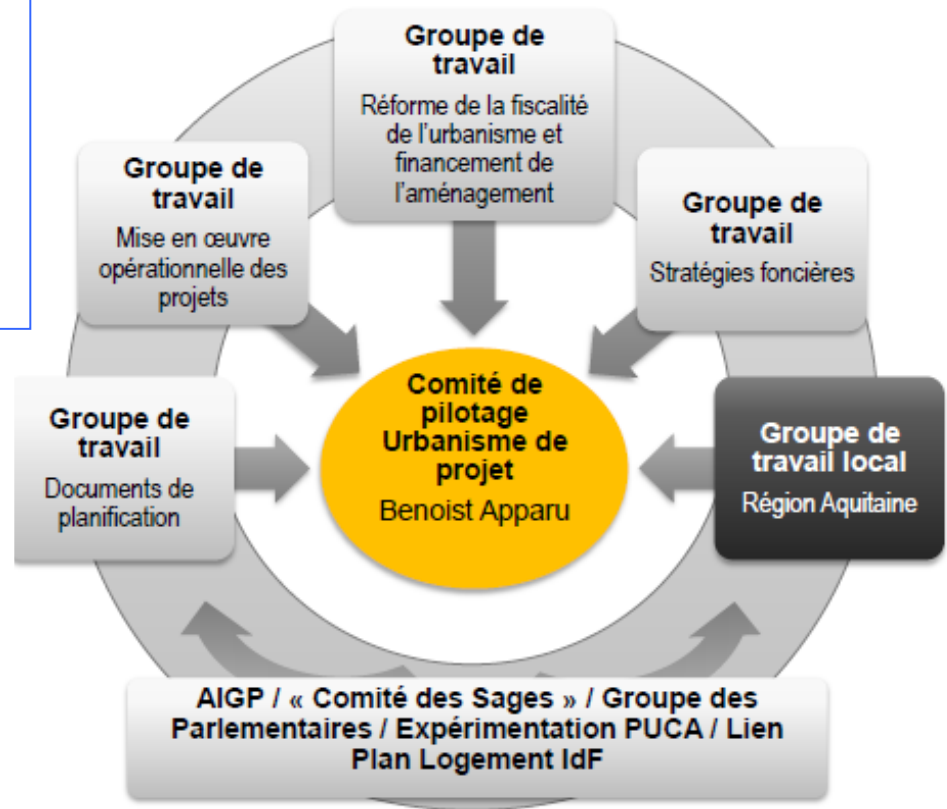 Groupe de
travail
Réforme de la fiscalité
de l'urbanisme et
financement de
l'aménagement
Groupe de
travail
Mise en œuvre
opérationnelle des
projets
Groupe de
travail
Stratégies foncières
Groupe de
travail
Documents de
planification
Comité de
pilotage
Urbanisme de
projet
Benoist Apparu
Groupe de
travail local
Région Aquitaine
AIGP / « Comité des Sages » / Groupe des
Parlementaires / Expérimentation PUCA / Lien
Plan Logement IdF